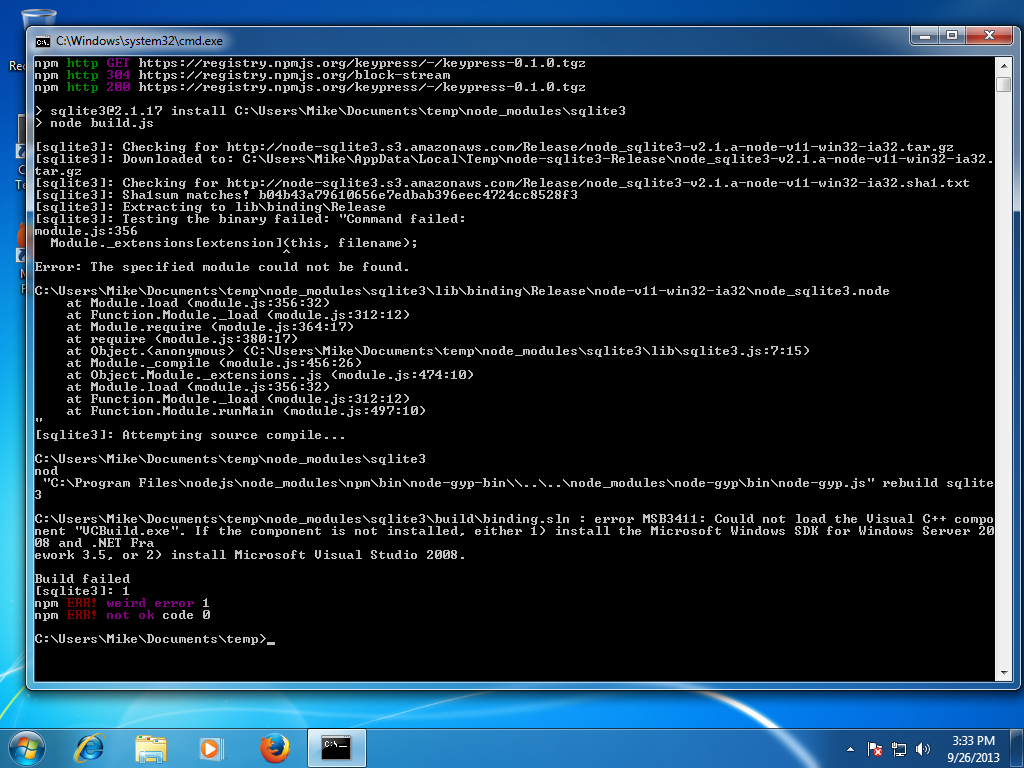 C:\Windows\system32\cmd.exe
npm http GET https://registry.npmjs.org/keypress/-/keypress-0.1.0.tgz
npm http 304 https://registry.npmjs.org/block-stream
npm http 200 https://registry.npmjs.org/keypress/-/keypress-0.1.0.tgz
> sqlite3@2.1.17 install C:\Users\Mike\Documents\temp\node_modules\sqlite3
> node build.js
[sqlite3]: Checking for http://node-sqlite3.s3.amazonaws.com/Release/node_sqlite3-v2.1.a-node-v11-win32-ia32.tar.gz
[sqlite3]: Downloaded to: C:\Users\Mike\AppData\Local\Temp\node-sqlite3-Release\node_sqlite3-v2.1.a-node-v11-win32-ia32.
tar.gz
[sqlite3]: Checking for http://node-sqlite3.s3.amazonaws.com/Release/node_sqlite3-v2.1.a-node-v11-win32-ia32.sha1.txt
[sqlite3]: Sha1sum matches! b04b43a79610656e7edbab396eec4724cc8528f3
[sqlite3]: Extracting to lib\binding\Release
[sqlite3]: Testing the binary failed: "Command failed:
module.js:356
  Module._extensions[extension](this, filename);
                               ^
Error: The specified module could not be found.
C:\Users\Mike\Documents\temp\node_modules\sqlite3\lib\binding\Release\node-v11-win32-ia32\node_sqlite3.node
    at Module.load (module.js:356:32)
    at Function.Module._load (module.js:312:12)
    at Module.require (module.js:364:17)
    at require (module.js:380:17)
    at Object.<anonymous> (C:\Users\Mike\Documents\temp\node_modules\sqlite3\lib\sqlite3.js:7:15)
    at Module._compile (module.js:456:26)
    at Object.Module._extensions..js (module.js:474:10)
    at Module.load (module.js:356:32)
    at Function.Module._load (module.js:312:12)
    at Function.Module.runMain (module.js:497:10)
"
[sqlite3]: Attempting source compile...
C:\Users\Mike\Documents\temp\node_modules\sqlite3
nod
 "C:\Program Files\nodejs\node_modules\npm\bin\node-gyp-bin\\..\..\node_modules\node-gyp\bin\node-gyp.js" rebuild sqlite
3
C:\Users\Mike\Documents\temp\node_modules\sqlite3\build\binding.sln : error MSB3411: Could not load the Visual C++ compo
nent "VCBuild.exe". If the component is not installed, either 1) install the Microsoft Windows SDK for Windows Server 20
08 and .NET Fra
ework 3.5, or 2) install Microsoft Visual Studio 2008.
Build failed
[sqlite3]: 1
npm ERR! weird error 1
npm ERR! not ok code 0
C:\Users\Mike\Documents\temp>_
3:33 PM
9/26/2013